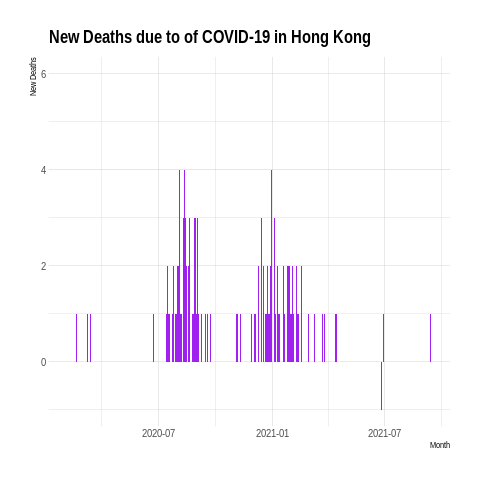 New Deaths due to of COVID-19 in Hong Kong
New Deaths
6
4
2
0
2020-07
2021-01
2021-07
Month